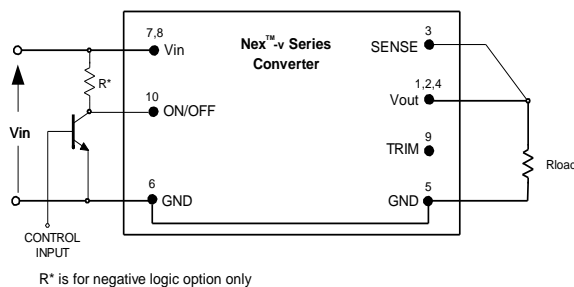 7,8
Vin
Nex™-v Series
Converter
3
SENSE
R*
1,2,4
Vout
10
ON/OFF
Vin
9
TRIM
Rload
6
GND
5
GND
CONTROL
INPUT
R* is for negative logic option only